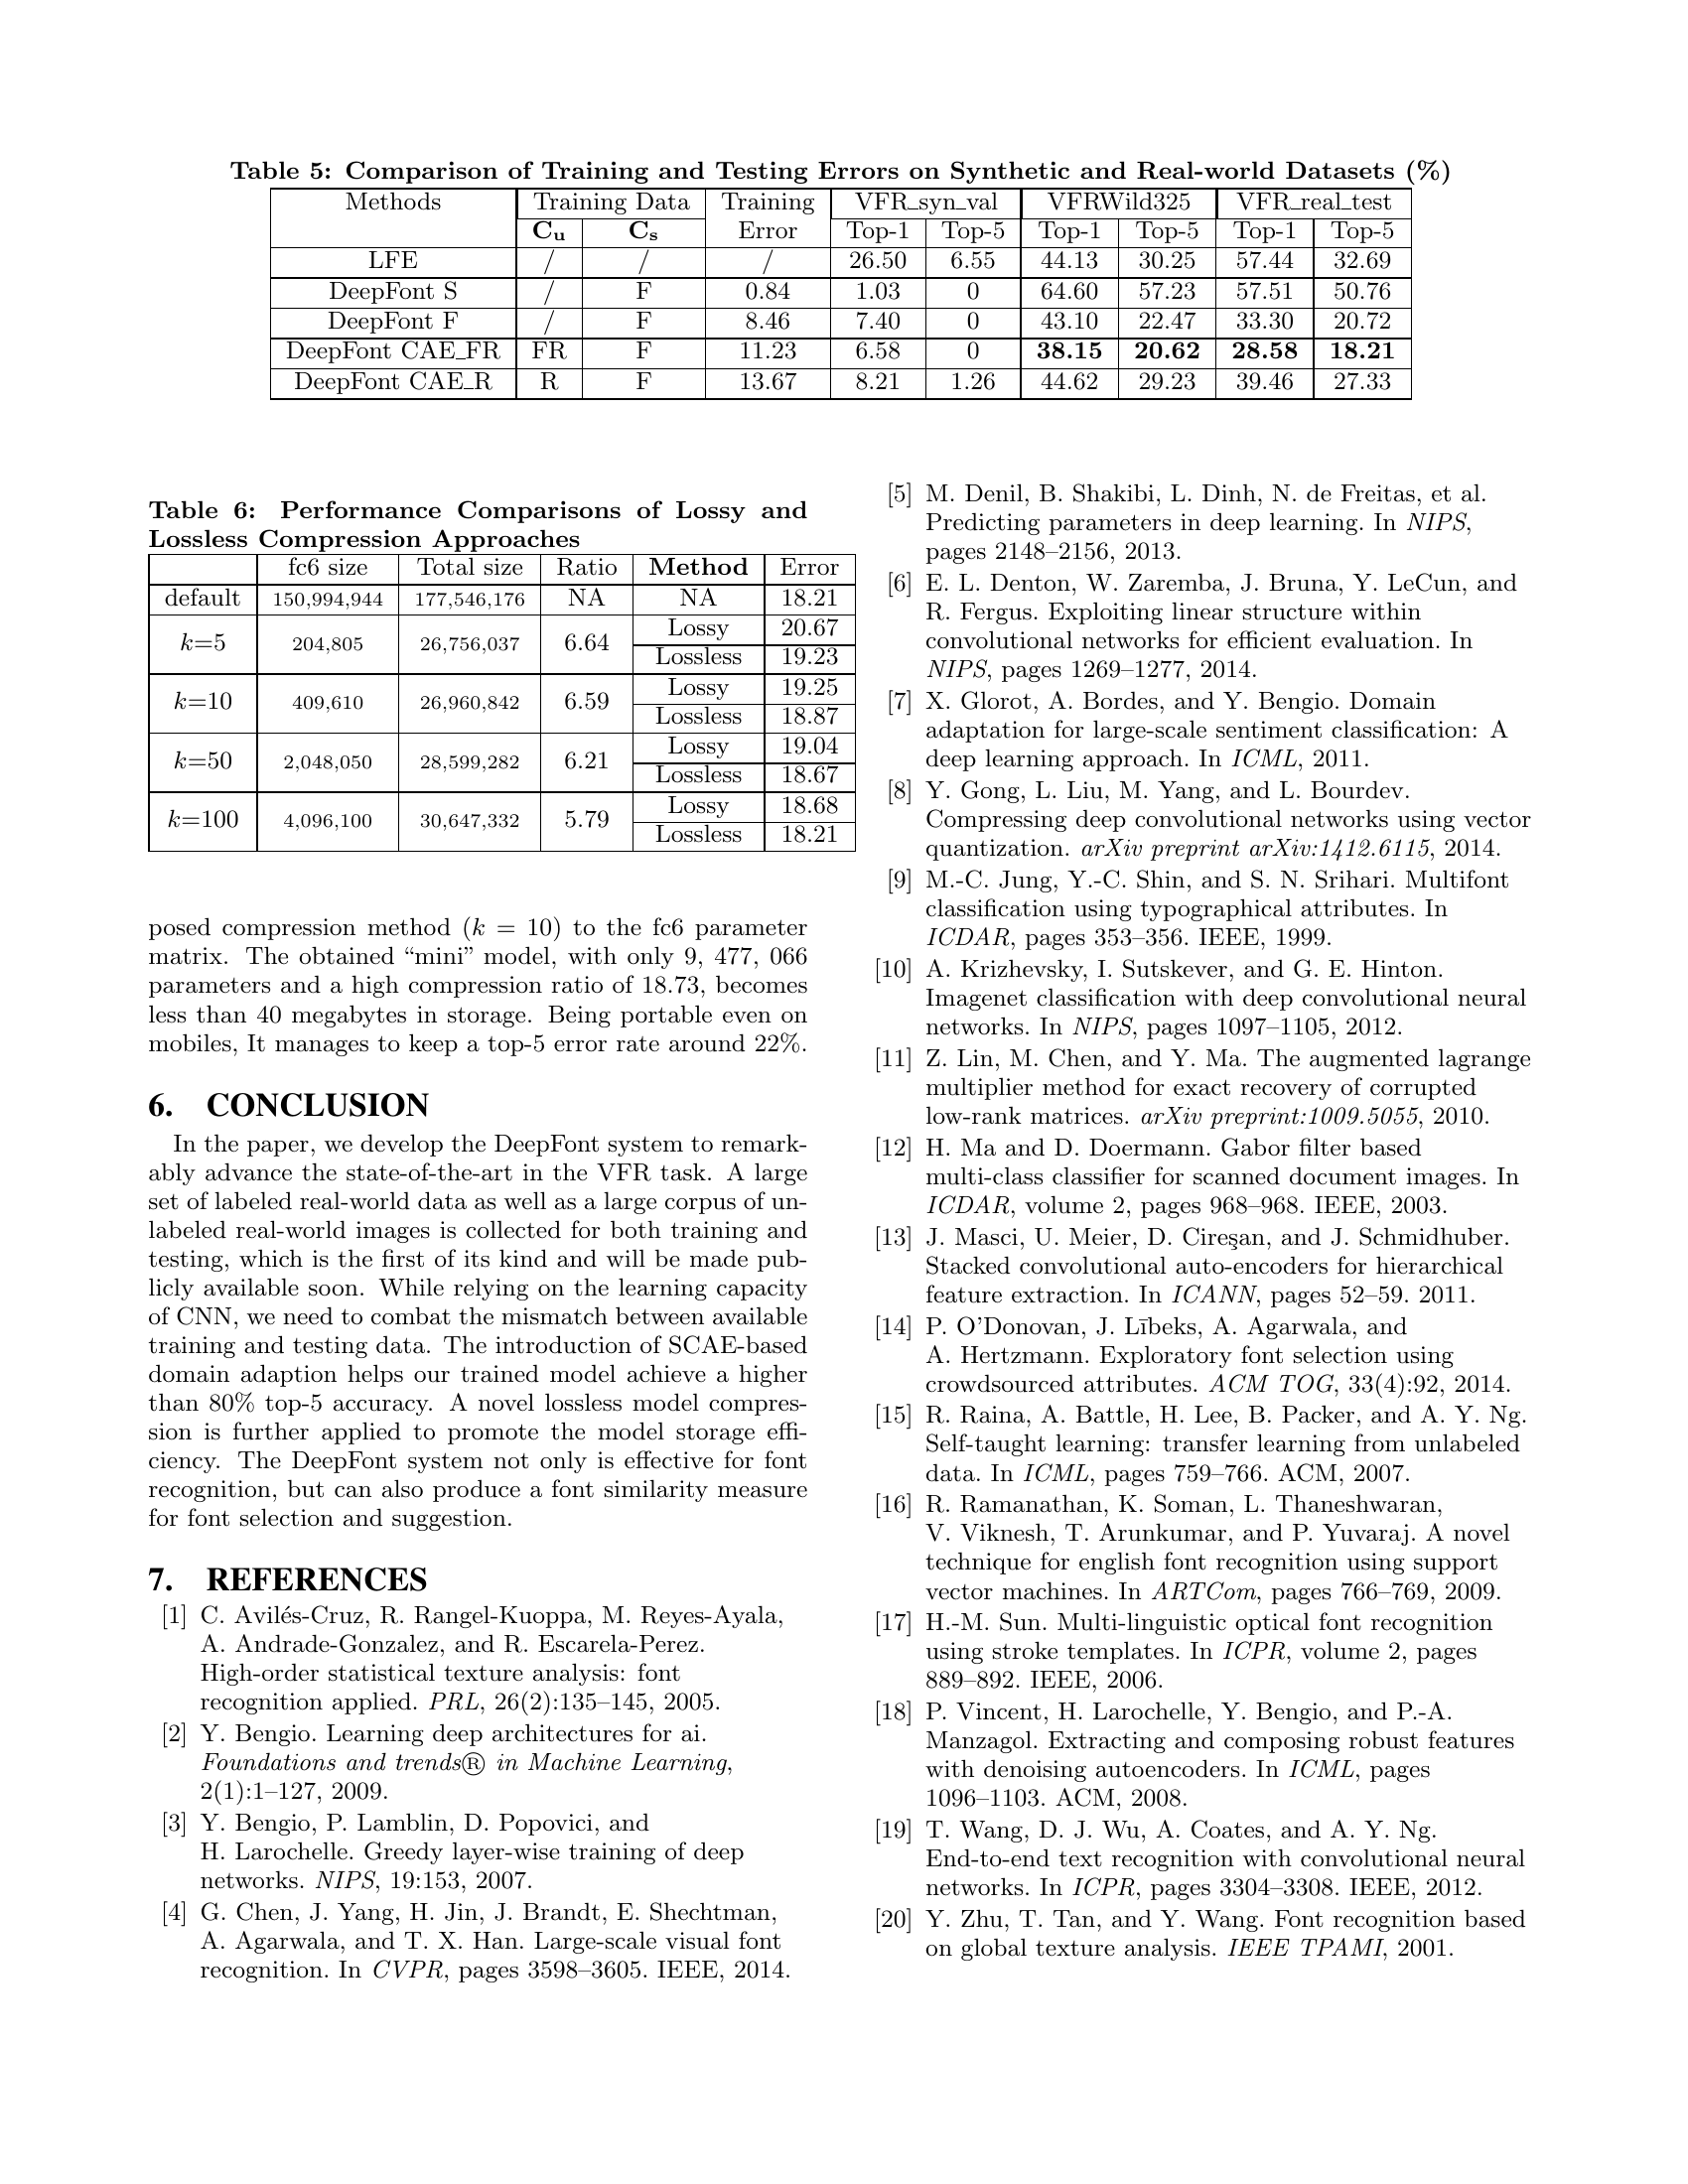 Table 5: Comparison of Training and Testing Errors on Synthetic and Real-world Datasets (%)
Methods Training Data Training VFR_syn_val VFRWild325 VFR_real_test
Cu Cs Error Top-1 Top-5 Top-1 Top-5 Top-1 Top-5
LFE / / / 26.50 6.55 44.13 30.25 57.44 32.69
DeepFont S / F 0.84 1.03 0 64.60 57.23 57.51 50.76
DeepFont F / F 8.46 7.40 0 43.10 22.47 33.30 20.72
DeepFont CAE_FR FR F 11.23 6.58 0 38.15 20.62 28.58 18.21
DeepFont CAE_R R F 13.67 8.21 1.26 44.62 29.23 39.46 27.33
Table 6: Performance Comparisons of Lossy and
Lossless Compression Approaches
fc6 size Total size Ratio Method Error
default 150,994,944 177,546,176 NA NA 18.21
k=5 204,805 26,756,037 6.64 Lossy 20.67
Lossless 19.23
k=10 409,610 26,960,842 6.59 Lossy 19.25
Lossless 18.87
k=50 2,048,050 28,599,282 6.21 Lossy 19.04
Lossless 18.67
k=100 4,096,100 30,647,332 5.79 Lossy 18.68
Lossless 18.21
posed compression method (k = 10) to the fc6 parameter
matrix. The obtained “mini” model, with only 9, 477, 066
parameters and a high compression ratio of 18.73, becomes
less than 40 megabytes in storage. Being portable even on
mobiles, It manages to keep a top-5 error rate around 22%.
6. CONCLUSION
In the paper, we develop the DeepFont system to remark-
ably advance the state-of-the-art in the VFR task. A large
set of labeled real-world data as well as a large corpus of un-
labeled real-world images is collected for both training and
testing, which is the first of its kind and will be made pub-
licly available soon. While relying on the learning capacity
of CNN, we need to combat the mismatch between available
training and testing data. The introduction of SCAE-based
domain adaption helps our trained model achieve a higher
than 80% top-5 accuracy. A novel lossless model compres-
sion is further applied to promote the model storage effi-
ciency. The DeepFont system not only is effective for font
recognition, but can also produce a font similarity measure
for font selection and suggestion.
7. REFERENCES
[1] C. Avilés-Cruz, R. Rangel-Kuoppa, M. Reyes-Ayala,
A. Andrade-Gonzalez, and R. Escarela-Perez.
High-order statistical texture analysis: font
recognition applied. PRL, 26(2):135–145, 2005.
[2] Y. Bengio. Learning deep architectures for ai.
Foundations and trends® in Machine Learning,
2(1):1–127, 2009.
[3] Y. Bengio, P. Lamblin, D. Popovici, and
H. Larochelle. Greedy layer-wise training of deep
networks. NIPS, 19:153, 2007.
[4] G. Chen, J. Yang, H. Jin, J. Brandt, E. Shechtman,
A. Agarwala, and T. X. Han. Large-scale visual font
recognition. In CVPR, pages 3598–3605. IEEE, 2014.
[5] M. Denil, B. Shakibi, L. Dinh, N. de Freitas, et al.
Predicting parameters in deep learning. In NIPS,
pages 2148–2156, 2013.
[6] E. L. Denton, W. Zaremba, J. Bruna, Y. LeCun, and
R. Fergus. Exploiting linear structure within
convolutional networks for efficient evaluation. In
NIPS, pages 1269–1277, 2014.
[7] X. Glorot, A. Bordes, and Y. Bengio. Domain
adaptation for large-scale sentiment classification: A
deep learning approach. In ICML, 2011.
[8] Y. Gong, L. Liu, M. Yang, and L. Bourdev.
Compressing deep convolutional networks using vector
quantization. arXiv preprint arXiv:1412.6115, 2014.
[9] M.-C. Jung, Y.-C. Shin, and S. N. Srihari. Multifont
classification using typographical attributes. In
ICDAR, pages 353–356. IEEE, 1999.
[10] A. Krizhevsky, I. Sutskever, and G. E. Hinton.
Imagenet classification with deep convolutional neural
networks. In NIPS, pages 1097–1105, 2012.
[11] Z. Lin, M. Chen, and Y. Ma. The augmented lagrange
multiplier method for exact recovery of corrupted
low-rank matrices. arXiv preprint:1009.5055, 2010.
[12] H. Ma and D. Doermann. Gabor filter based
multi-class classifier for scanned document images. In
ICDAR, volume 2, pages 968–968. IEEE, 2003.
[13] J. Masci, U. Meier, D. Cireşan, and J. Schmidhuber.
Stacked convolutional auto-encoders for hierarchical
feature extraction. In ICANN, pages 52–59. 2011.
[14] P. O’Donovan, J. Lībeks, A. Agarwala, and
A. Hertzmann. Exploratory font selection using
crowdsourced attributes. ACM TOG, 33(4):92, 2014.
[15] R. Raina, A. Battle, H. Lee, B. Packer, and A. Y. Ng.
Self-taught learning: transfer learning from unlabeled
data. In ICML, pages 759–766. ACM, 2007.
[16] R. Ramanathan, K. Soman, L. Thaneshwaran,
V. Viknesh, T. Arunkumar, and P. Yuvaraj. A novel
technique for english font recognition using support
vector machines. In ARTCom, pages 766–769, 2009.
[17] H.-M. Sun. Multi-linguistic optical font recognition
using stroke templates. In ICPR, volume 2, pages
889–892. IEEE, 2006.
[18] P. Vincent, H. Larochelle, Y. Bengio, and P.-A.
Manzagol. Extracting and composing robust features
with denoising autoencoders. In ICML, pages
1096–1103. ACM, 2008.
[19] T. Wang, D. J. Wu, A. Coates, and A. Y. Ng.
End-to-end text recognition with convolutional neural
networks. In ICPR, pages 3304–3308. IEEE, 2012.
[20] Y. Zhu, T. Tan, and Y. Wang. Font recognition based
on global texture analysis. IEEE TPAMI, 2001.